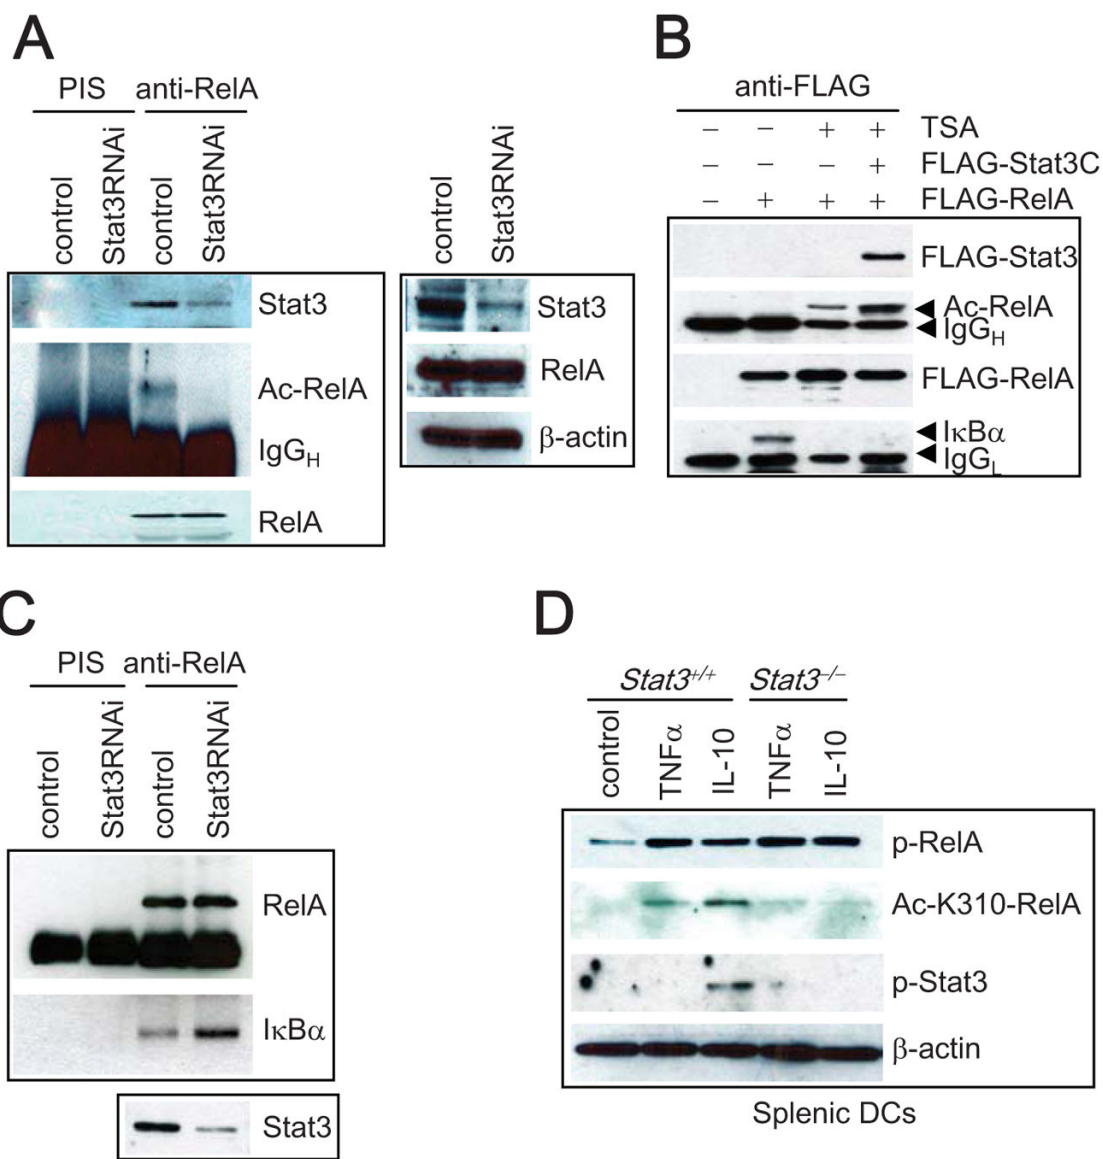 A
PIS anti-RelA
control
Stat3RNAi
control
Stat3RNAi
Stat3
Ac-RelA
IgGH
RelA
control
Stat3RNAi
Stat3
RelA
β-actin
B
anti-FLAG
– – + + TSA
– – – + FLAG-Stat3C
– + + + FLAG-RelA
FLAG-Stat3
Ac-RelA
IgGH
FLAG-RelA
IκBα
IgGL
C
PIS anti-RelA
control
Stat3RNAi
control
Stat3RNAi
RelA
IκBα
Stat3
D
Stat3+/+ Stat3–/–
control
TNFα
IL-10
TNFα
IL-10
p-RelA
Ac-K310-RelA
p-Stat3
β-actin
Splenic DCs